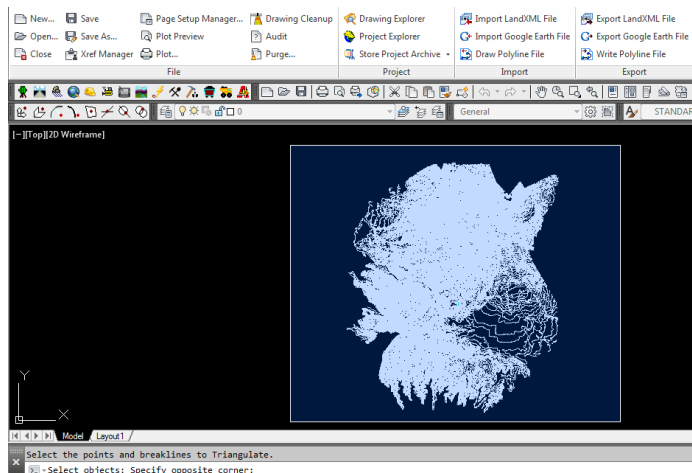 New... Save Page Setup Manager... Drawing Cleanup Drawing Explorer Import LandXML File Export LandXML File
Open... Save As... Plot Preview Audit Project Explorer Import Google Earth File Export Google Earth File
Close Xref Manager Plot... Purge... Store Project Archive Draw Polyline File Write Polyline File
File Project Import Export
0 General STANDAR
[−][Top][2D Wireframe]
Y
X
Model Layout1
Select the points and breaklines to Triangulate.
Select objects: Specify opposite corner: